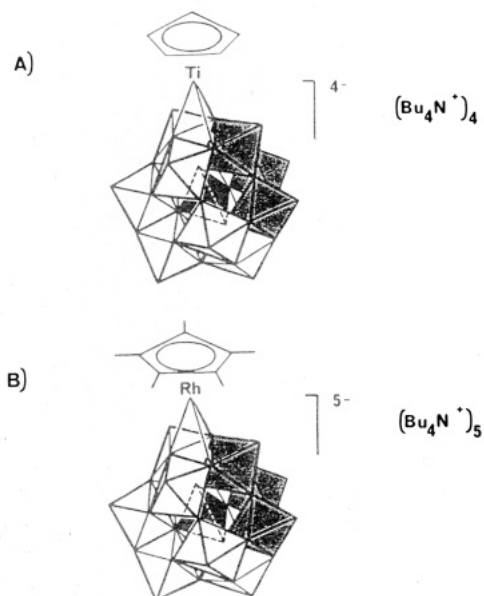 A)
Ti
4-
(Bu₄N⁺)₄
B)
Rh
5-
(Bu₄N⁺)₅